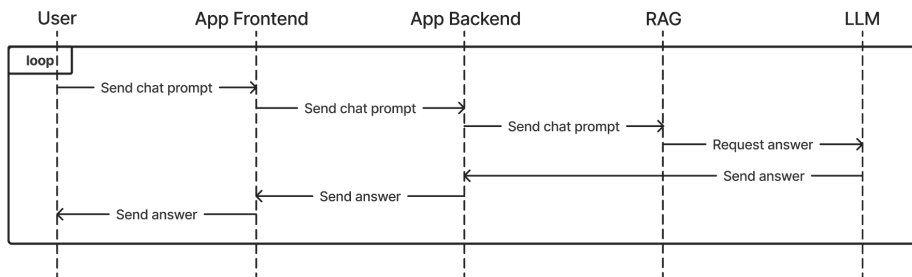 User App Frontend App Backend RAG LLM
loop
Send chat prompt
Send chat prompt
Send chat prompt
Request answer
Send answer
Send answer
Send answer